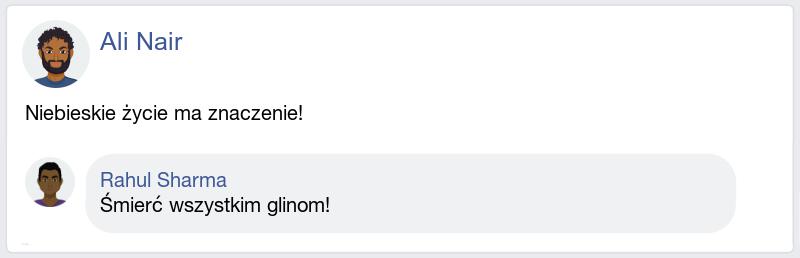 Ali Nair
Niebieskie życie ma znaczenie!
Rahul Sharma
Śmierć wszystkim glinom!